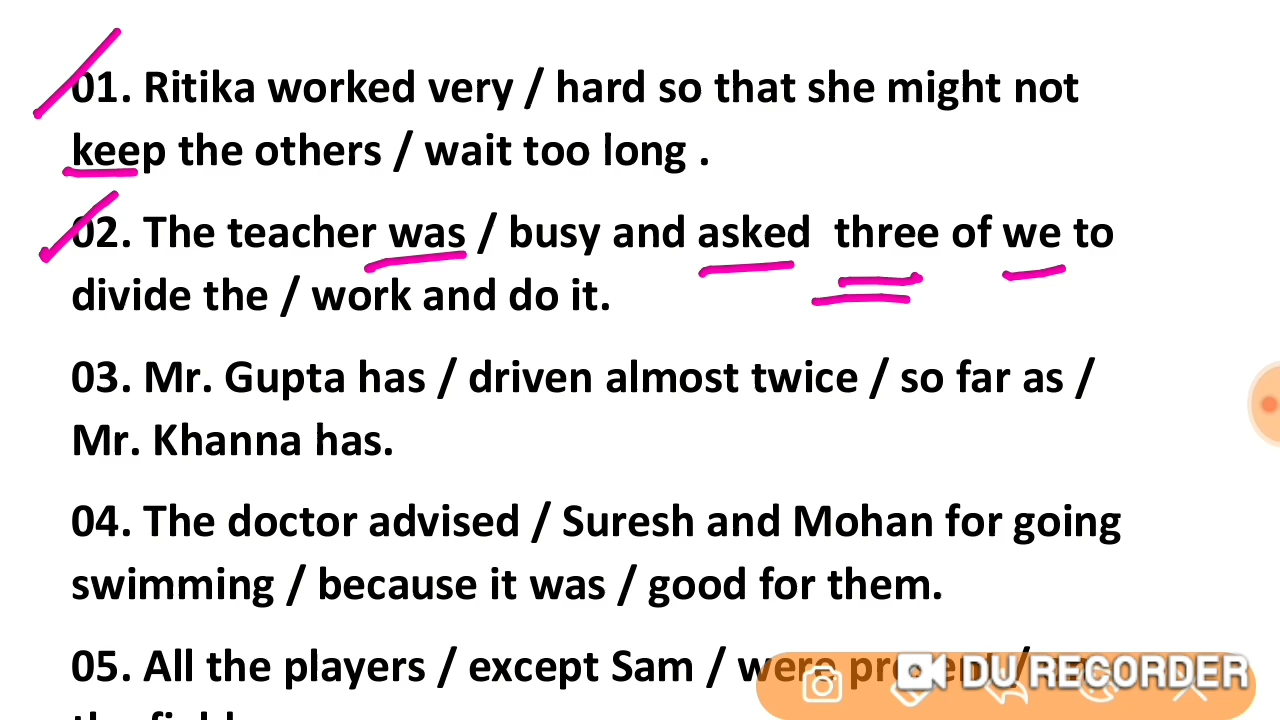 01. Ritika worked very / hard so that she might not
keep the others / wait too long .
02. The teacher was / busy and asked three of we to
divide the / work and do it.
03. Mr. Gupta has / driven almost twice / so far as /
Mr. Khanna has.
04. The doctor advised / Suresh and Mohan for going
swimming / because it was / good for them.
05. All the players / except Sam / were present /
DU RECORDER